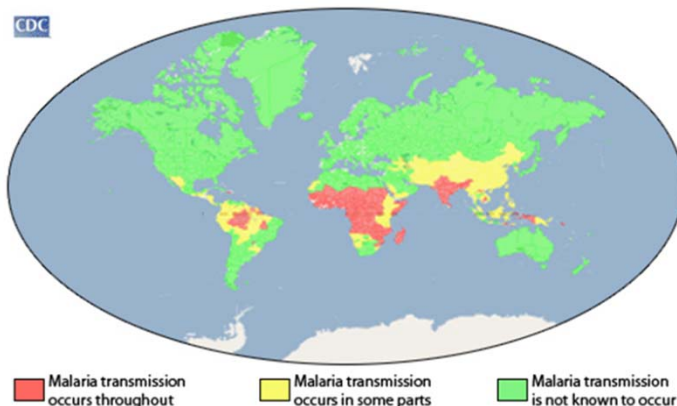 CDC
Malaria transmission
occurs throughout
Malaria transmission
occurs in some parts
Malaria transmission
is not known to occur